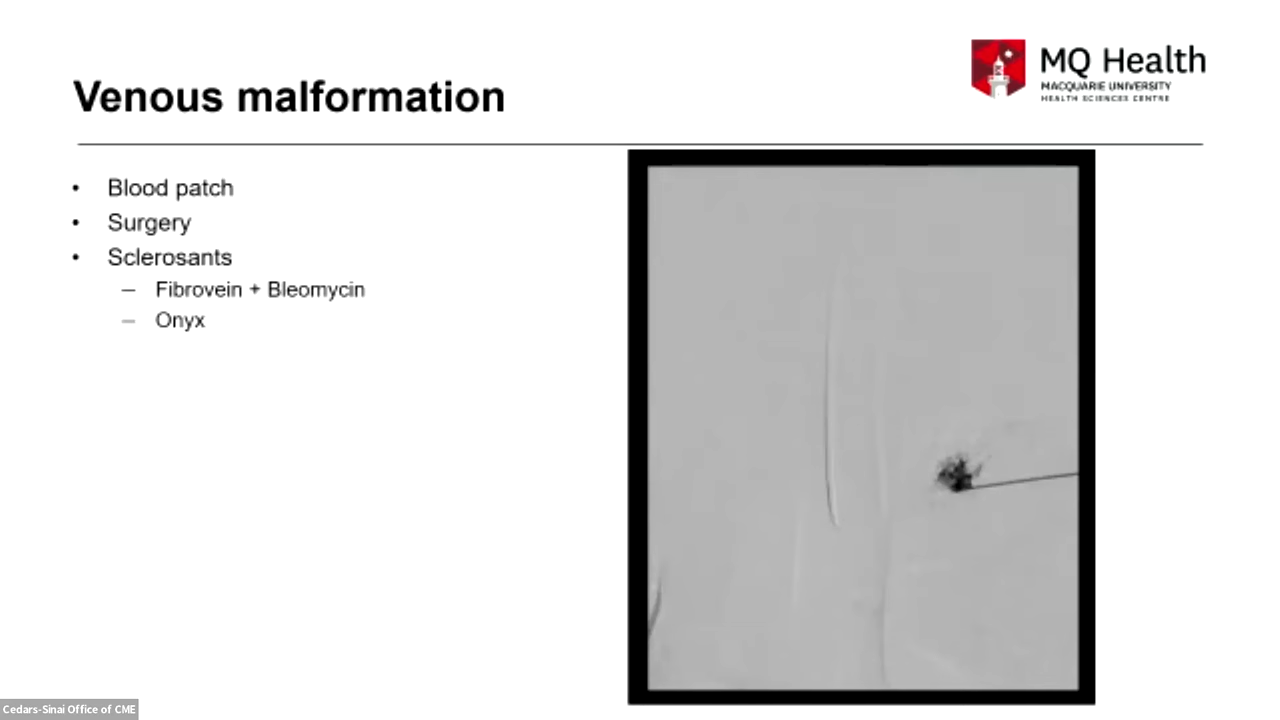 MQ Health
MACQUARIE UNIVERSITY
HEALTH SCIENCES CENTRE
Venous malformation
• Blood patch
• Surgery
• Sclerosants
– Fibrovein + Bleomycin
– Onyx
Cedars-Sinai Office of CME